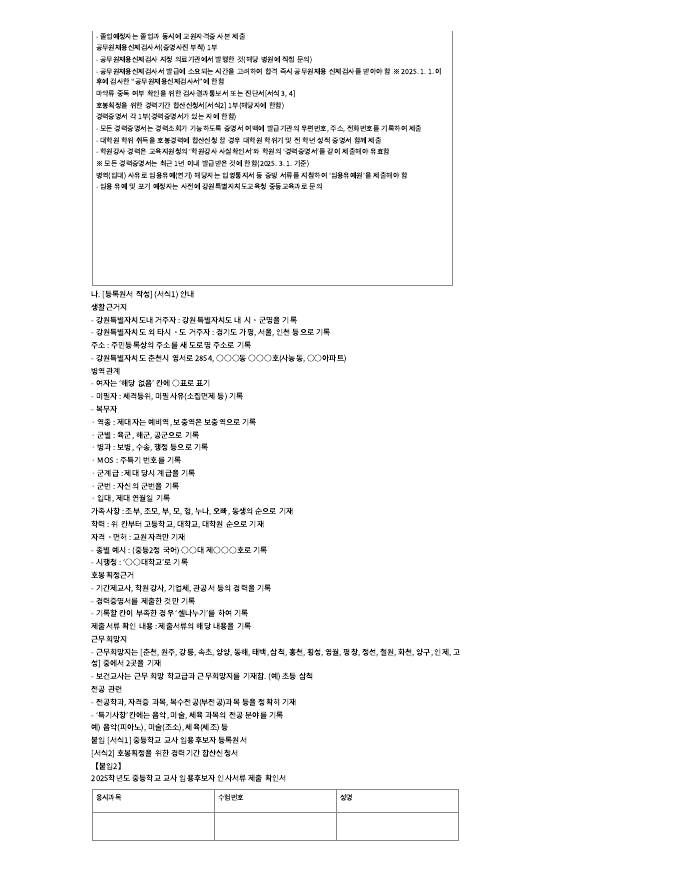 - 졸업예정자는 졸업과 동시에 교원자격증 사본 제출
공무원채용신체검사서(증명사진 부착) 1부
- 공무원채용신체검사 지정 의료기관에서 발행한 것(해당 병원에 직접 문의)
- 공무원채용신체검사서 발급에 소요되는 시간을 고려하여 합격 즉시 공무원채용 신체검사를 받아야 함 ※ 2025. 1. 1. 이
후에 검사한 "공무원채용신체검사서"에 한함
마약류 중독 여부 확인을 위한 검사결과통보서 또는 진단서[서식 3, 4]
호봉획정을 위한 경력기간 합산신청서[서식2] 1부(해당자에 한함)
경력증명서 각 1부(경력증명서가 있는 자에 한함)
- 모든 경력증명서는 경력조회가 가능하도록 증명서 여백에 발급기관의 우편번호, 주소, 전화번호를 기록하여 제출
- 대학원 학위 취득을 호봉경력에 합산신청 할 경우 대학원 학위기 및 전 학년 성적 증명서 함께 제출
- 학원강사 경력은 교육지원청의 '학원강사 사실확인서'와 학원의 '경력증명서'를 같이 제출해야 유효함
※ 모든 경력증명서는 최근 1년 이내 발급받은 것에 한함(2025. 3. 1. 기준)
병역(입대) 사유로 임용유예(연기) 해당자는 입영통지서 등 증빙 서류를 지참하여 '임용유예원'을 제출해야 함
- 임용 유예 및 포기 예정자는 사전에 강원특별자치도교육청 중등교육과로 문의
나. [등록원서 작성] (서식1) 안내
생활근거지
- 강원특별자치도내 거주자 : 강원특별자치도 내 시・군명을 기록
- 강원특별자치도 외 타시・도 거주자 : 경기도 가평, 서울, 인천 등으로 기록
주소 : 주민등록상의 주소를 새 도로명 주소로 기록
- 강원특별자치도 춘천시 영서로 2854, ○○○동 ○○○호(사농동, ○○아파트)
병역관계
- 여자는 '해당 없음' 칸에 ○표로 표기
- 미필자 : 체격등위, 미필사유(소집면제 등) 기록
- 복무자
· 역종 : 제대자는 예비역, 보충역은 보충역으로 기록
· 군별 : 육군, 해군, 공군으로 기록
· 병과 : 보병, 수송, 행정 등으로 기록
· MOS : 주특기 번호를 기록
· 군계급 : 제대 당시 계급을 기록
· 군번 : 자신의 군번을 기록
· 입대, 제대 연월일 기록
가족사항 : 조부, 조모, 부, 모, 형, 누나, 오빠, 동생의 순으로 기재
학력 : 위 칸부터 고등학교, 대학교, 대학원 순으로 기재
자격・면허 : 교원자격만 기재
- 종별 예시 : (중등2정 국어) ○○대 제○○○호로 기록
- 시행청 : '○○대학교'로 기록
호봉획정근거
- 기간제교사, 학원강사, 기업체, 관공서 등의 경력을 기록
- 경력증명서를 제출한 것만 기록
- 기록할 칸이 부족한 경우 '셀나누기'를 하여 기록
제출서류 확인 내용 : 제출서류의 해당 내용을 기록
근무희망지
- 근무희망지는 [춘천, 원주, 강릉, 속초, 양양, 동해, 태백, 삼척, 홍천, 횡성, 영월, 평창, 정선, 철원, 화천, 양구, 인제, 고
성] 중에서 2곳을 기재
- 보건교사는 근무 희망 학교급과 근무희망지를 기재함. (예) 초등 삼척
전공 관련
- 전공학과, 자격증 과목, 복수전공(부전공)과목 등을 정확히 기재
- '특기사항' 칸에는 음악, 미술, 체육 과목의 전공 분야를 기록
예) 음악(피아노), 미술(조소), 체육(체조) 등
붙임 [서식1] 중등학교 교사 임용후보자 등록원서
[서식2] 호봉획정을 위한 경력기간 합산신청서
【붙임2】
2025학년도 중등학교 교사 임용후보자 인사서류 제출 확인서
응시과목 수험번호 성명